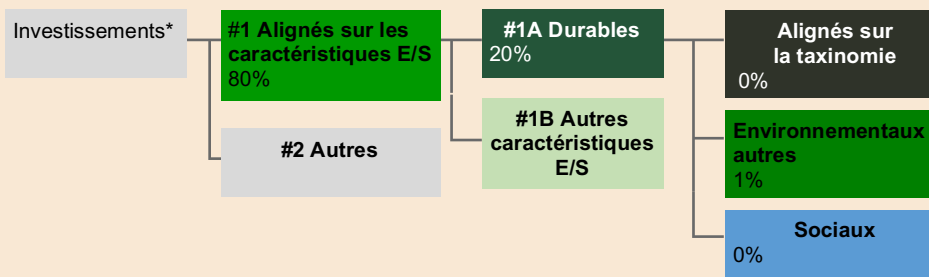 Investissements*
#1 Alignés sur les
caractéristiques E/S
80%
#2 Autres
#1A Durables
20%
#1B Autres
caractéristiques
E/S
Alignés sur
la taxinomie
0%
Environnementaux
autres
1%
Sociaux
0%